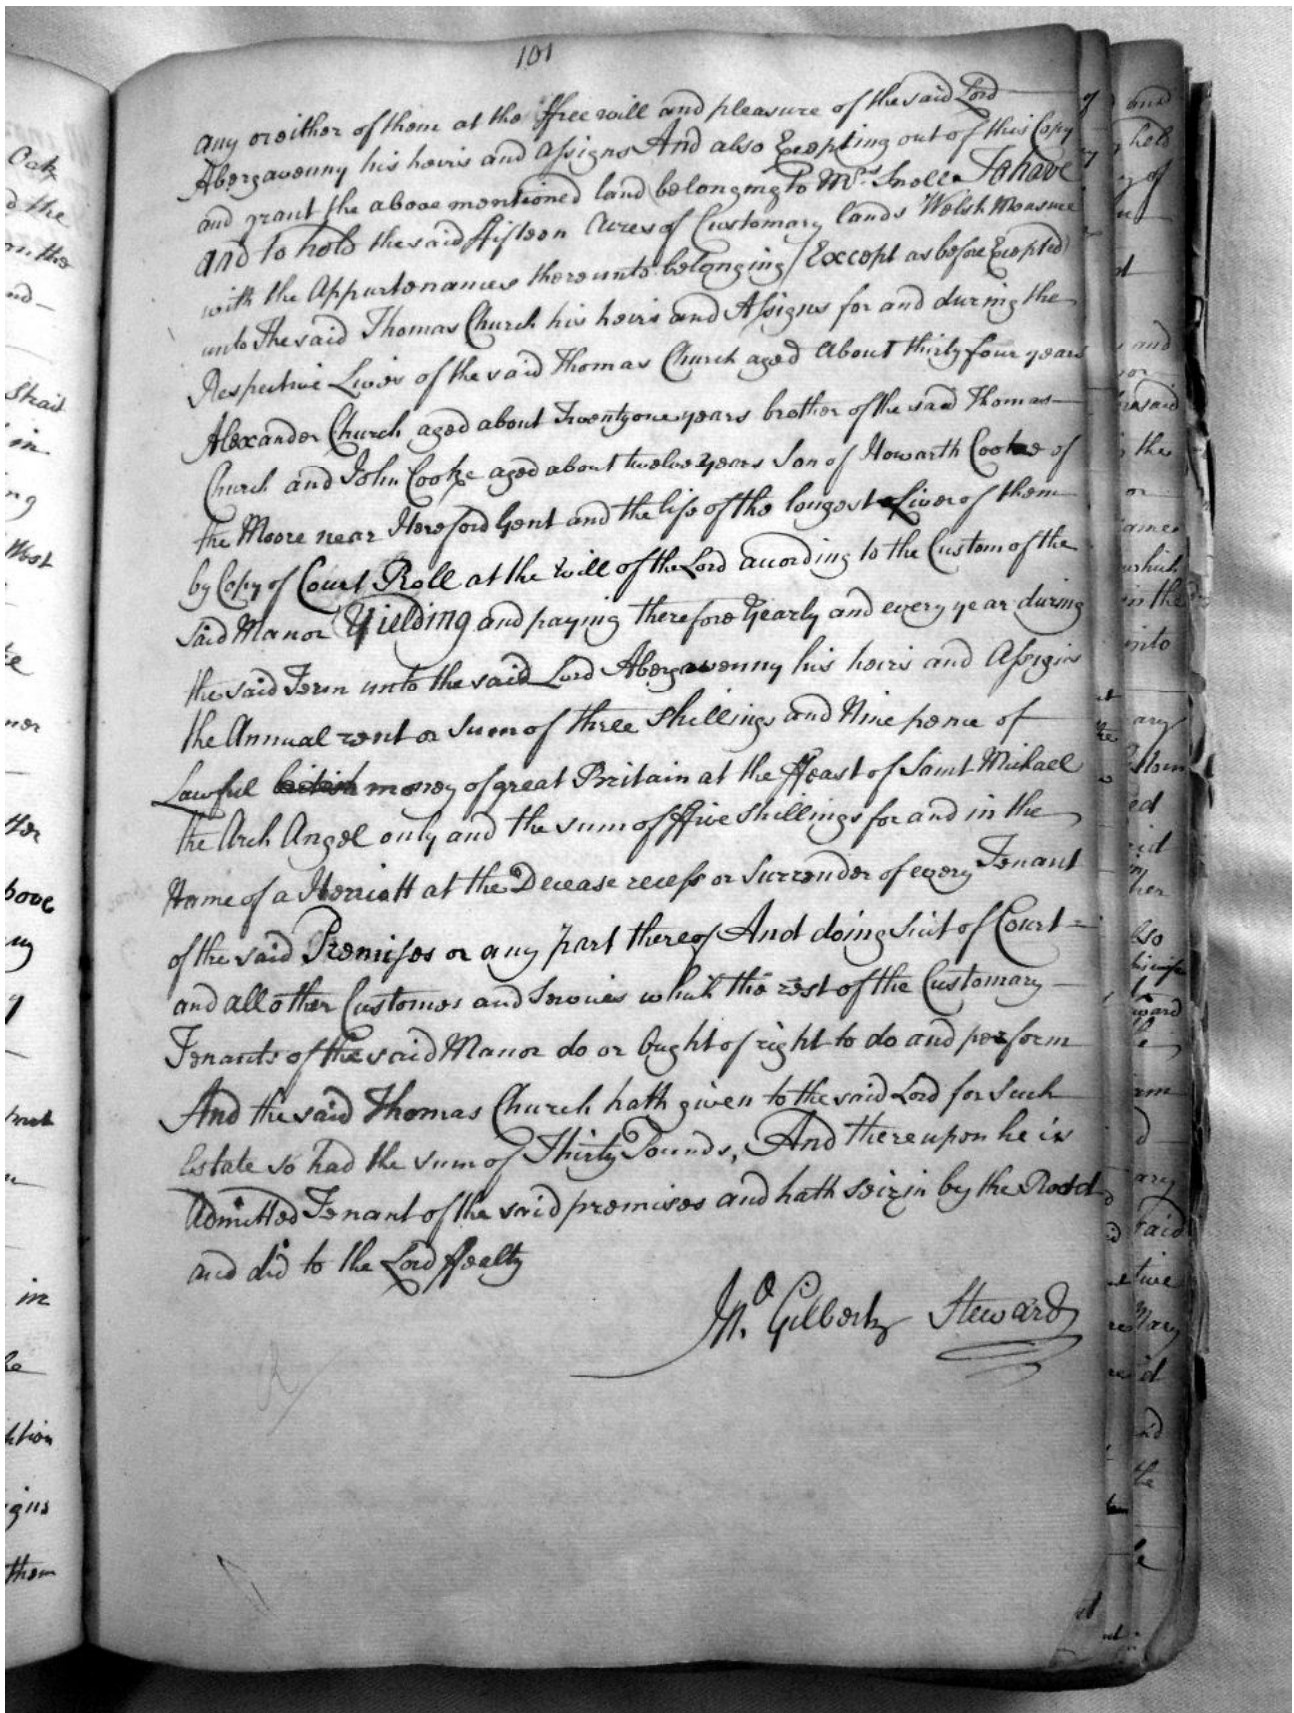 101
any or either of them at the ffree will and pleasure of the said Lord
Abergavenny his heirs and assigns And also Excepting out of this Copy
and grant the above mentioned land belonging to Mrs. Snell To have
and to hold the said ffifteen Acres of Customary lands Welsh Measure
with the Appurtenances thereunto belonging (Except as before Excepted)
unto the said Thomas Church his heirs and Assigns for and during the
Respective Lives of the said Thomas Church aged about thirty four years
Alexander Church aged about Twenty one years brother of the said Thomas
Church and John Cooke aged about twelve years Son of Howarth Cooke of
the Moore near Hereford Gent and the life of the longest Liver of them
by Copy of Court Roll at the Will of the Lord according to the Custom of the
said Manor Yielding and paying therefore Yearly and every year during
the said Term unto the said Lord Abergavenny his heirs and Assigns
the Annual rent or Sum of three Shillings and Nine pence of
Lawful money of great Britain at the ffeast of Saint Michael
the Arch Angel only and the sum of ffive shillings for and in the
Name of a Herriott at the Decease recess or Surrender of every Tenant
of the said Premises or any part thereof And doing Suit of Court =
and all other Customes and Services which the rest of the Customary
Tenants of the said Manor do or Ought of right to do and perform
And the said Thomas Church hath given to the said Lord for Such
Estate so had the sum of Thirty Pounds, And thereupon he is
Admitted Tenant of the said premises and hath seizin by the Rodd
and did to the Lord ffealty
Jno. Gilbert Steward